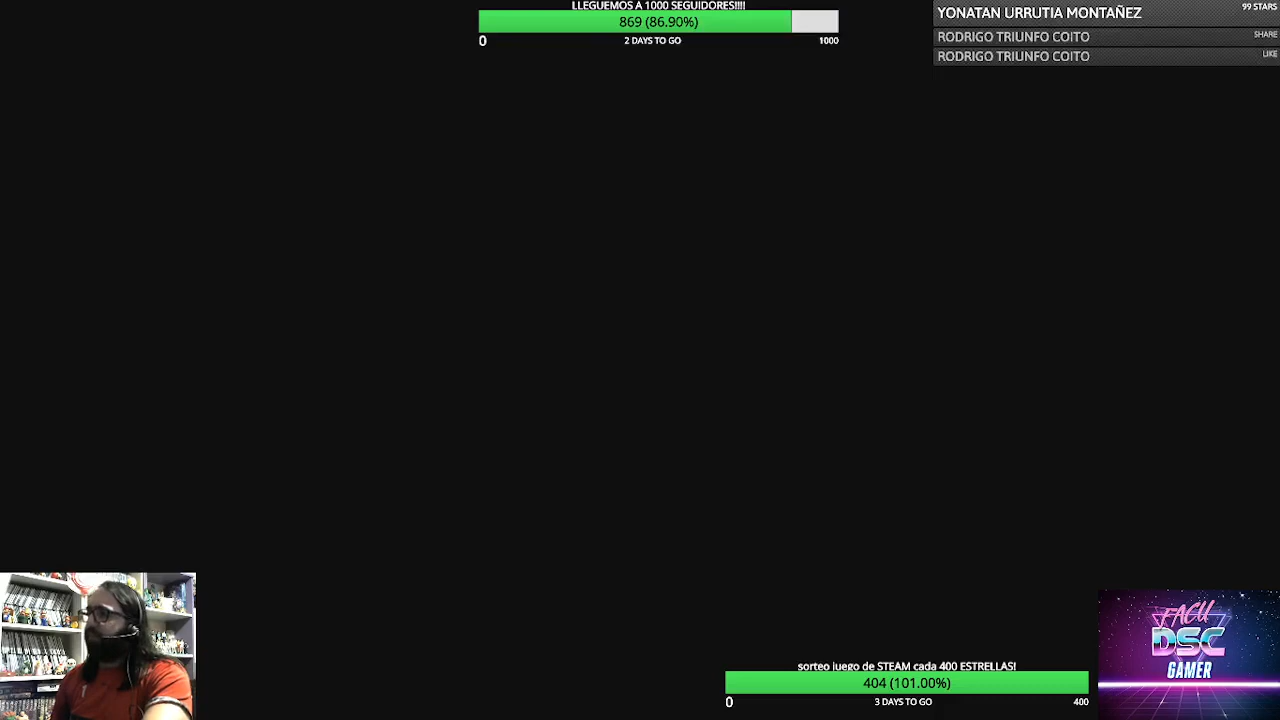 LLEGUEMOS A 1000 SEGUIDORES!!!!
869 (86.90%)
0
2 DAYS TO GO
1000
YONATAN URRUTIA MONTAÑEZ
99 STARS
RODRIGO TRIUNFO COITO
SHARE
RODRIGO TRIUNFO COITO
LIKE
sorteo juego de STEAM cada 400 ESTRELLAS!
404 (101.00%)
0
3 DAYS TO GO
400
FACU
DSC
GAMER